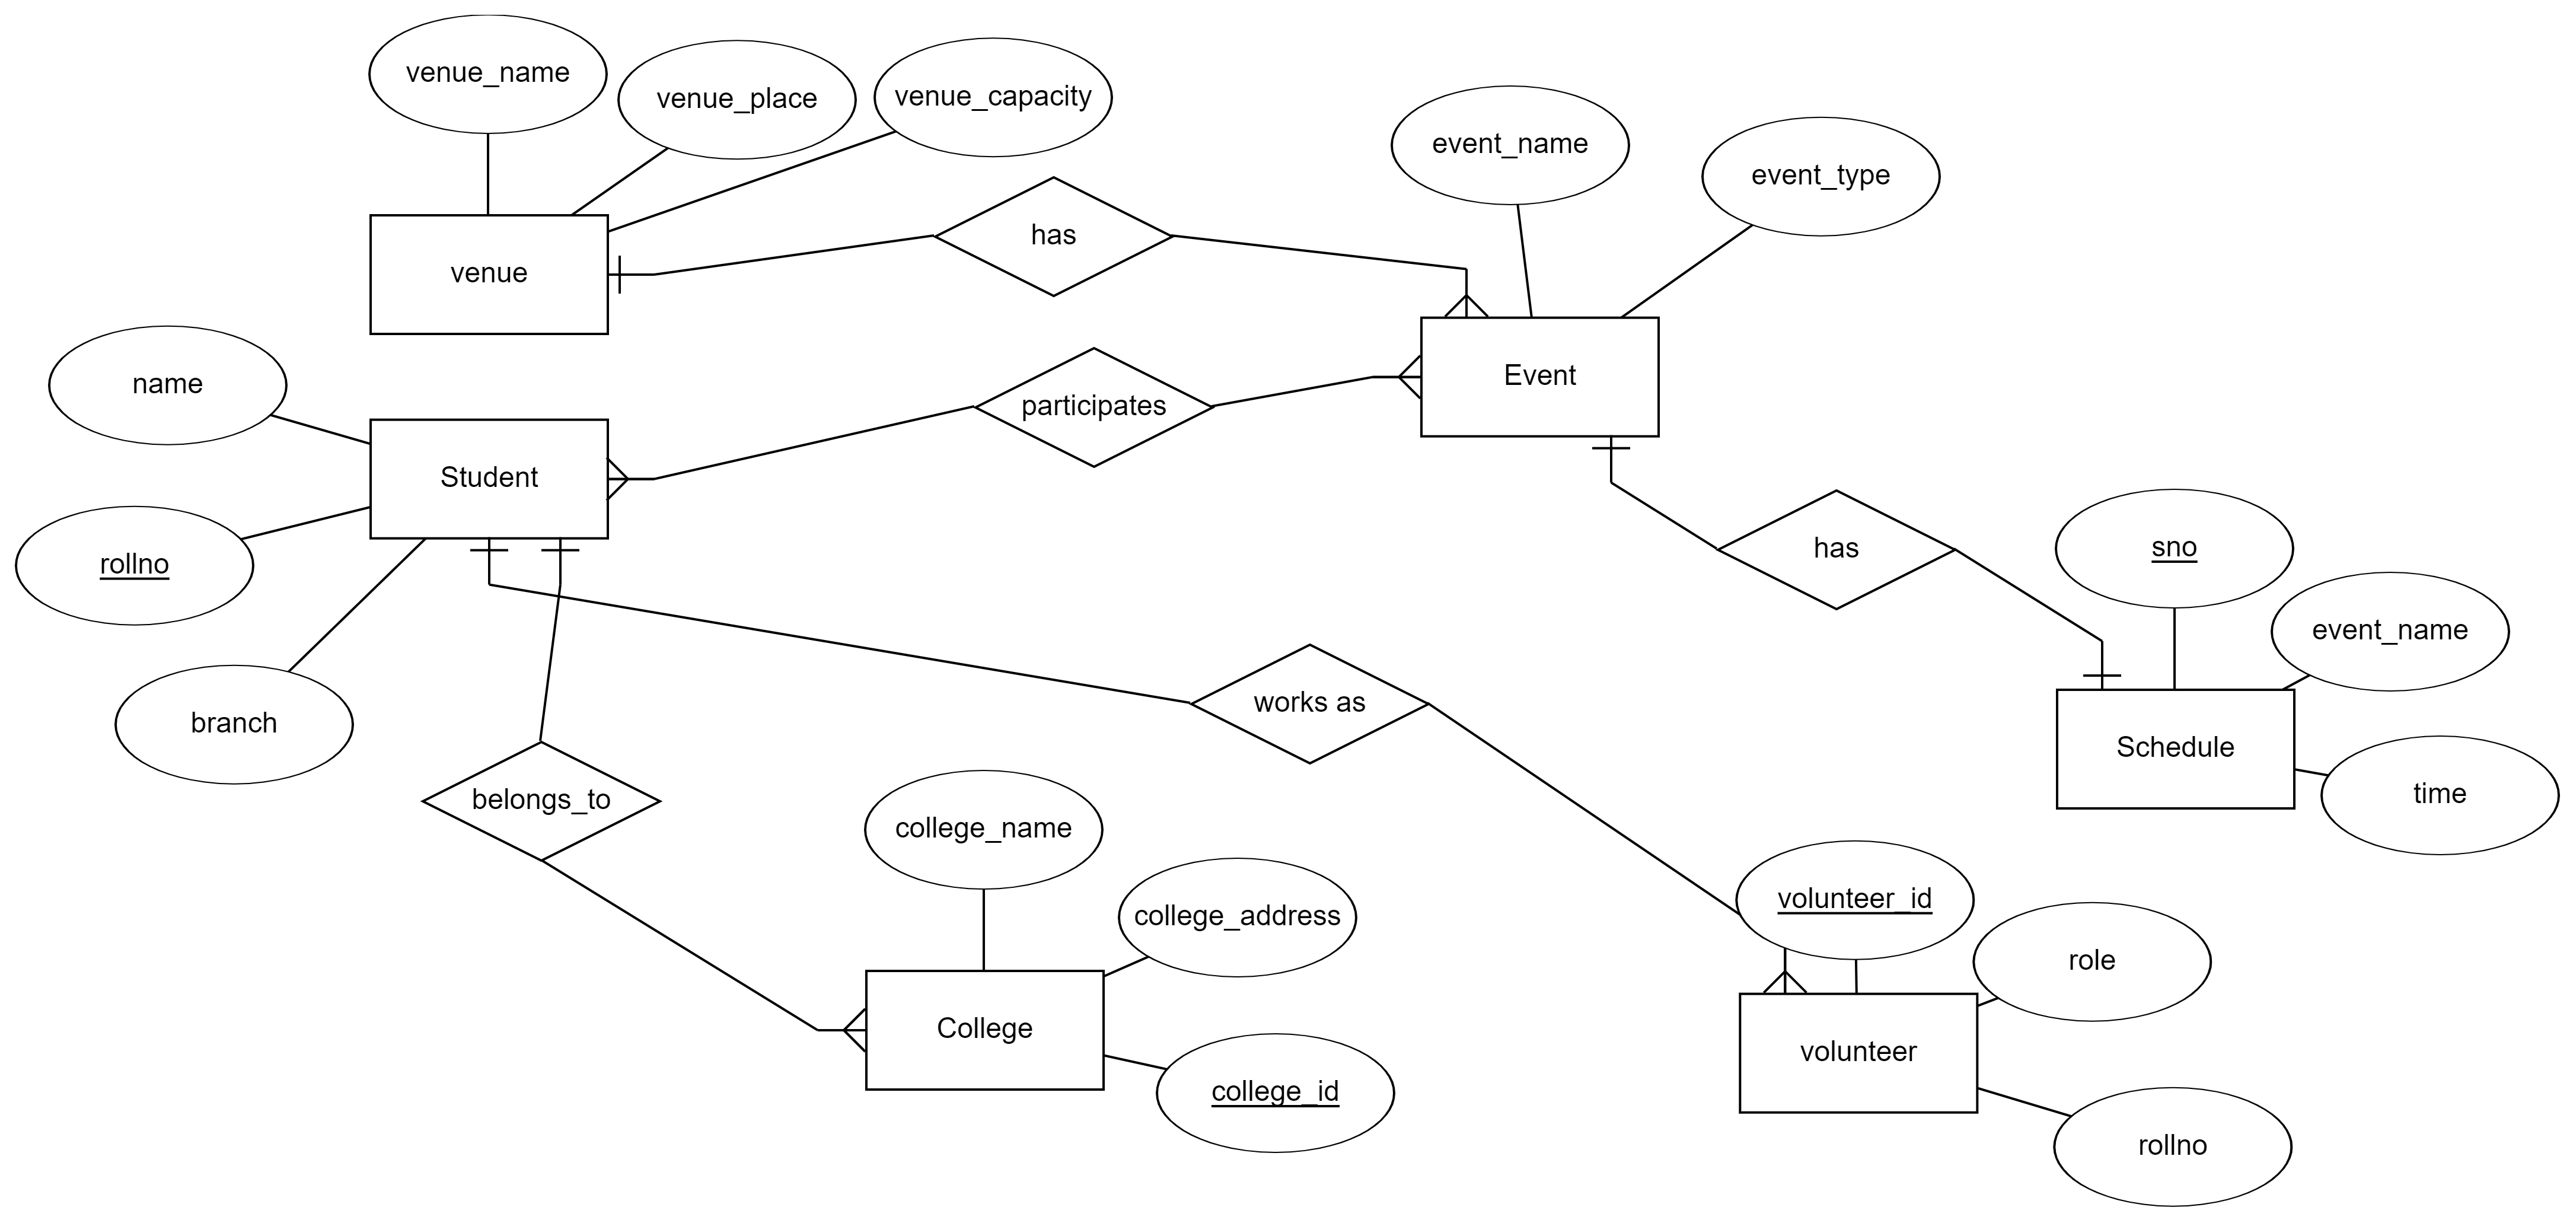 venue_name
venue_place
venue_capacity
event_name
event_type
venue
has
name
Event
participates
Student
rollno
has
sno
event_name
branch
works as
Schedule
time
belongs_to
college_name
college_address
volunteer_id
role
College
volunteer
college_id
rollno